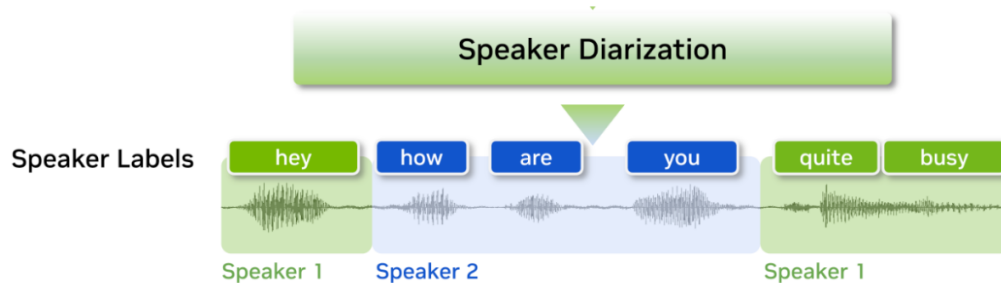 Speaker Diarization
Speaker Labels hey how are you quite busy
Speaker 1 Speaker 2 Speaker 1